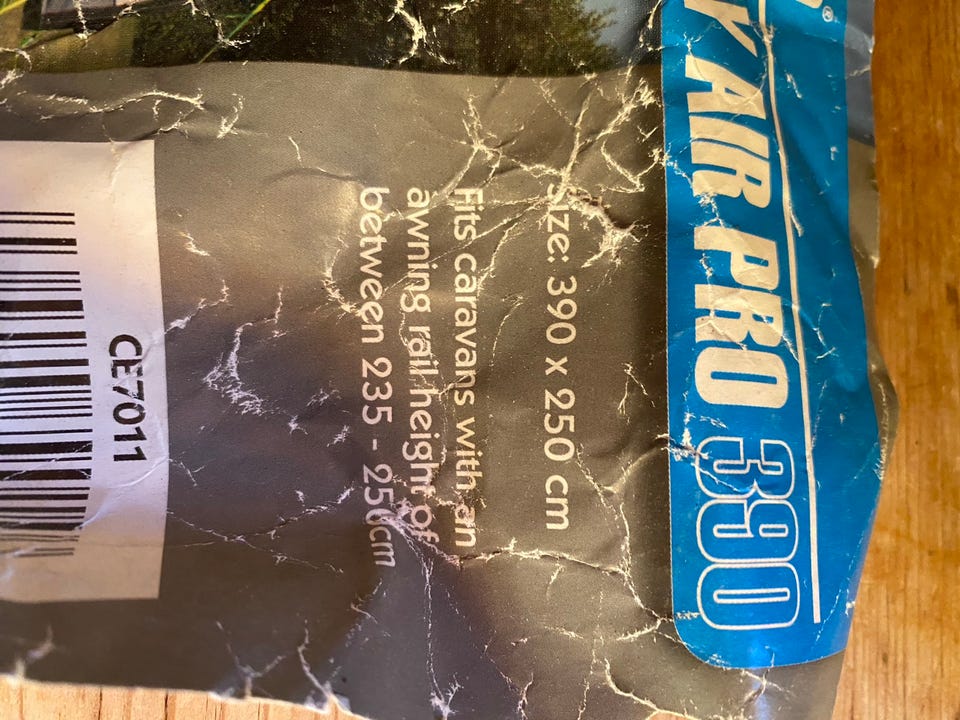 K AIR PRO 390
size: 390 x 250 cm
Fits caravans with an
awning rail height of
between 235 - 250cm
CE7011